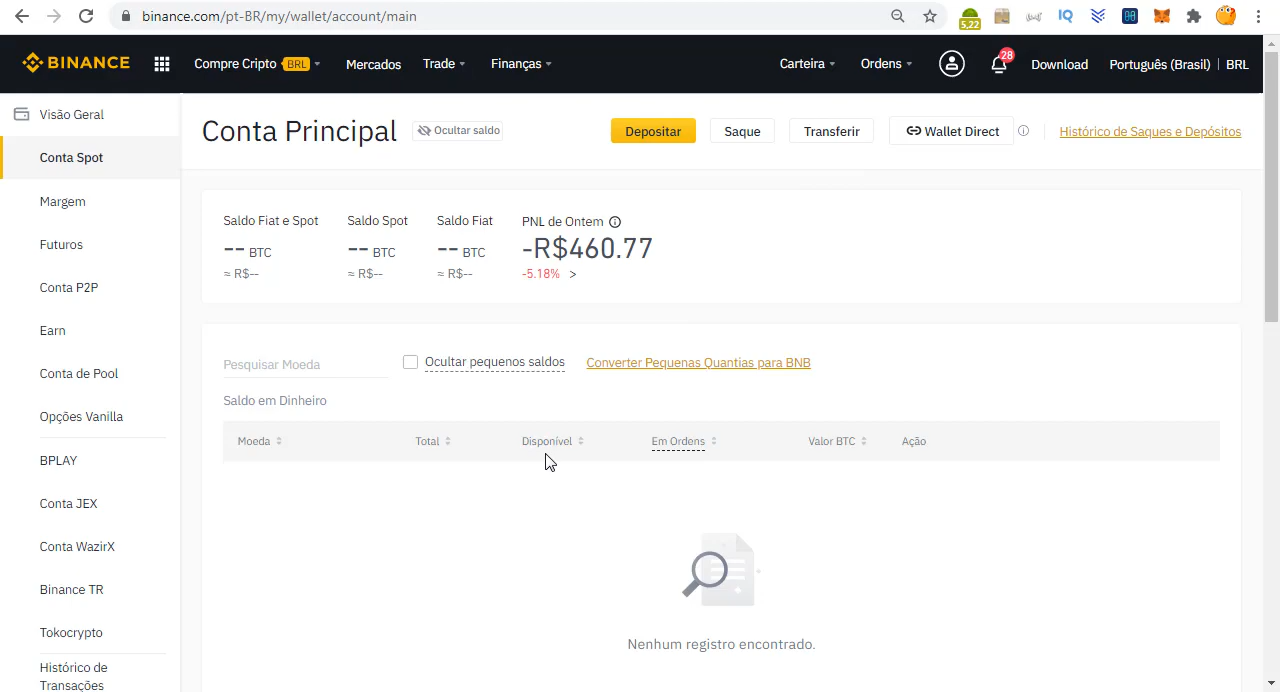 binance.com/pt-BR/my/wallet/account/main
5,22
IQ
BINANCE
Compre Cripto BRL
Mercados
Trade
Finanças
Carteira
Ordens
28
Download
Português (Brasil) | BRL
Visão Geral
Conta Spot
Margem
Futuros
Conta P2P
Earn
Conta de Pool
Opções Vanilla
BPLAY
Conta JEX
Conta WazirX
Binance TR
Tokocrypto
Histórico de
Transações
Conta Principal
Ocultar saldo
Depositar
Saque
Transferir
Wallet Direct
Histórico de Saques e Depósitos
Saldo Fiat e Spot
-- BTC
≈ R$--
Saldo Spot
-- BTC
≈ R$--
Saldo Fiat
-- BTC
≈ R$--
PNL de Ontem
-R$460.77
-5.18% >
Pesquisar Moeda
Ocultar pequenos saldos
Converter Pequenas Quantias para BNB
Saldo em Dinheiro
Moeda Total Disponível Em Ordens Valor BTC Ação
Nenhum registro encontrado.